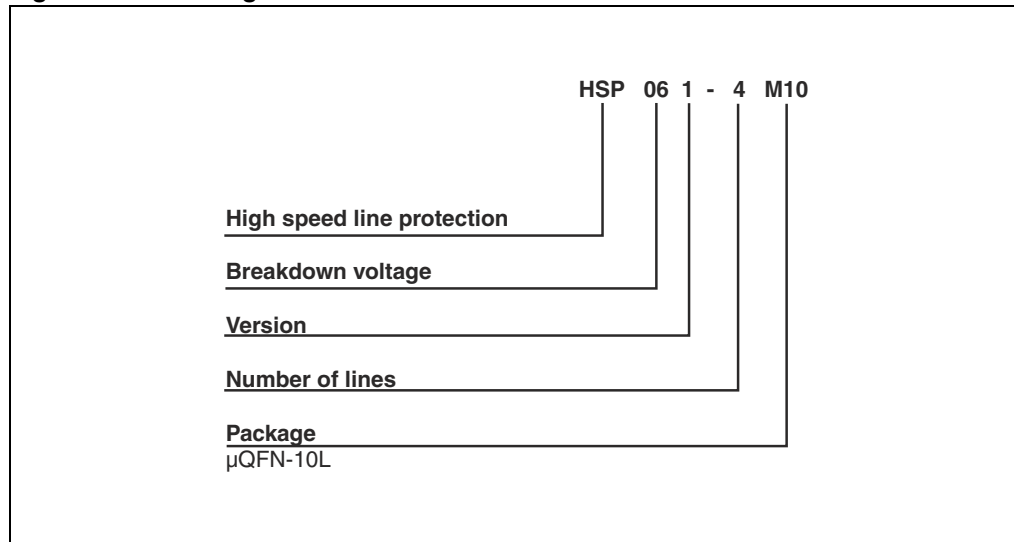 HSP 06 1 - 4 M10
High speed line protection
Breakdown voltage
Version
Number of lines
Package
µQFN-10L